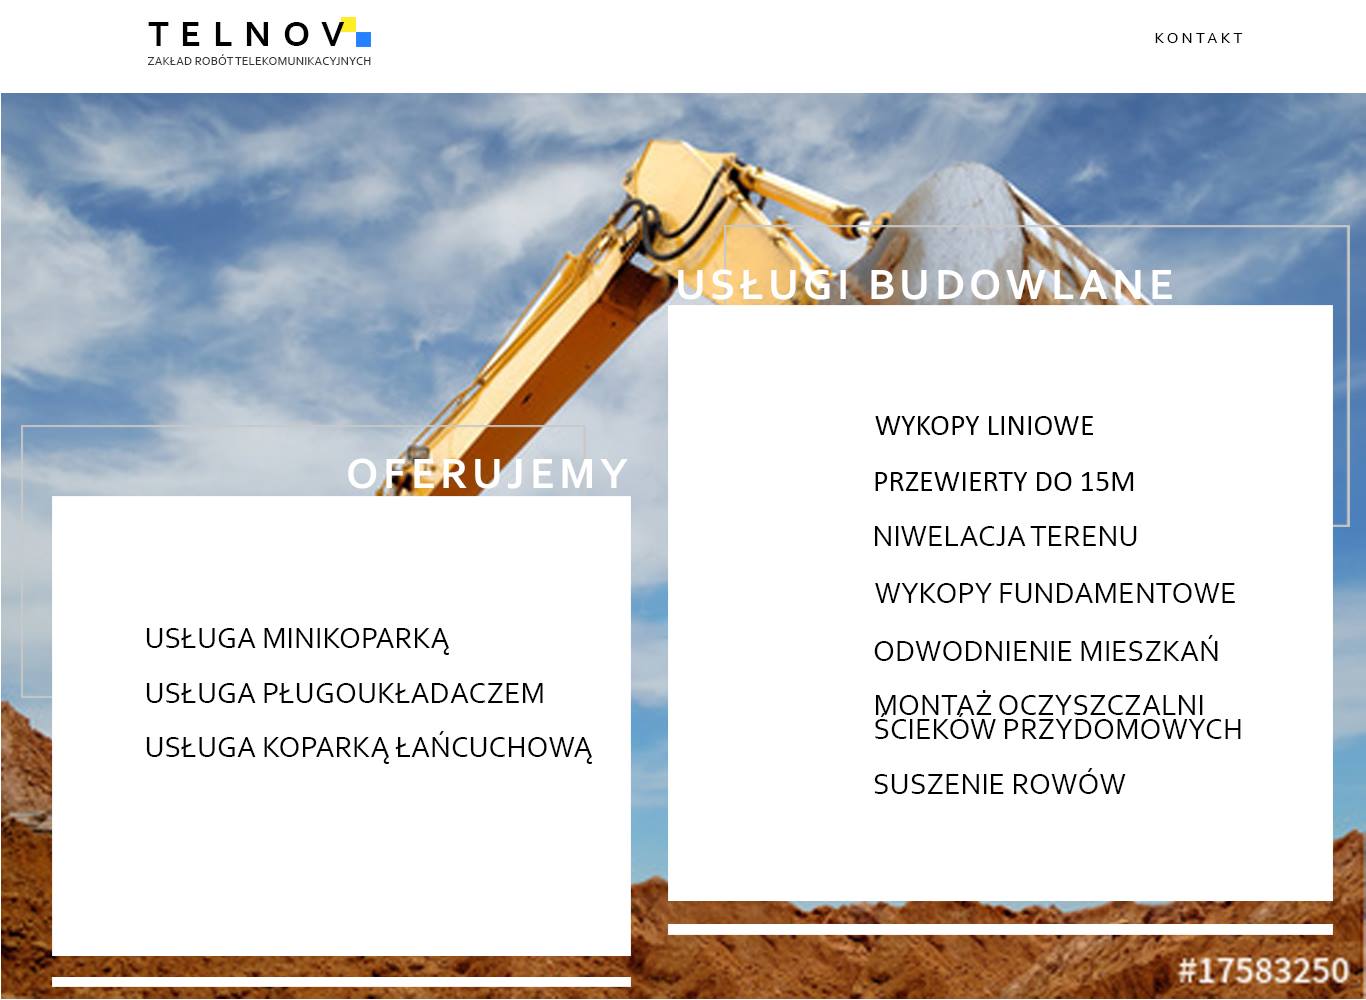 TELNOV
ZAKŁAD ROBÓT TELEKOMUNIKACYJNYCH
KONTAKT
OFERUJEMY
USŁUGA MINIKOPARKĄ
USŁUGA PŁUGOUKŁADACZEM
USŁUGA KOPARKĄ ŁAŃCUCHOWĄ
USŁUGI BUDOWLANE
WYKOPY LINIOWE
PRZEWIERTY DO 15M
NIWELACJA TERENU
WYKOPY FUNDAMENTOWE
ODWODNIENIE MIESZKAŃ
MONTAŻ OCZYSZCZALNI
ŚCIEKÓW PRZYDOMOWYCH
SUSZENIE ROWÓW
#17583250